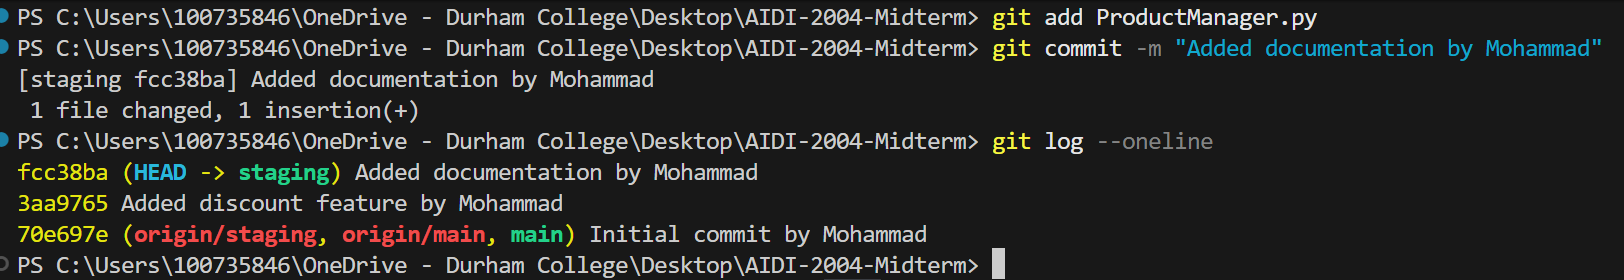 PS C:\Users\100735846\OneDrive - Durham College\Desktop\AIDI-2004-Midterm> git add ProductManager.py
PS C:\Users\100735846\OneDrive - Durham College\Desktop\AIDI-2004-Midterm> git commit -m "Added documentation by Mohammad"
[staging fcc38ba] Added documentation by Mohammad
 1 file changed, 1 insertion(+)
PS C:\Users\100735846\OneDrive - Durham College\Desktop\AIDI-2004-Midterm> git log --oneline
fcc38ba (HEAD -> staging) Added documentation by Mohammad
3aa9765 Added discount feature by Mohammad
70e697e (origin/staging, origin/main, main) Initial commit by Mohammad
PS C:\Users\100735846\OneDrive - Durham College\Desktop\AIDI-2004-Midterm>